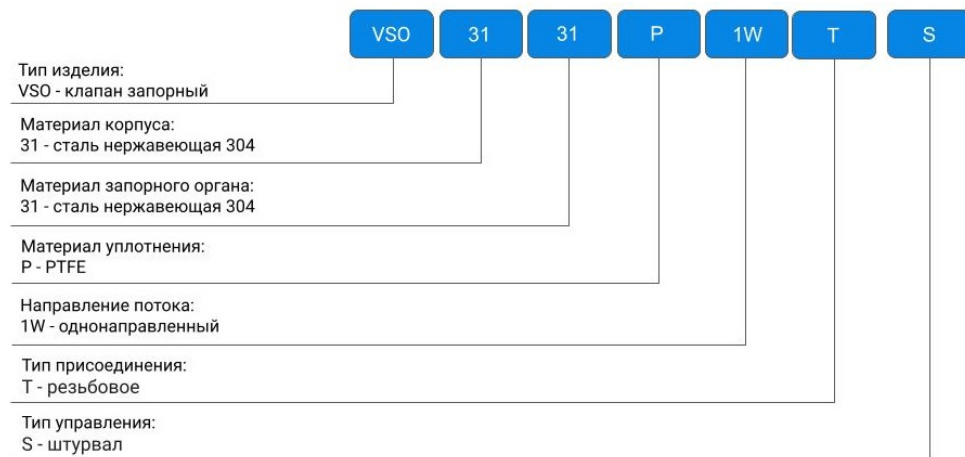 VSO 31 31 P 1W T S
Тип изделия:
VSO - клапан запорный
Материал корпуса:
31 - сталь нержавеющая 304
Материал запорного органа:
31 - сталь нержавеющая 304
Материал уплотнения:
P - PTFE
Направление потока:
1W - однонаправленный
Тип присоединения:
T - резьбовое
Тип управления:
S - штурвал